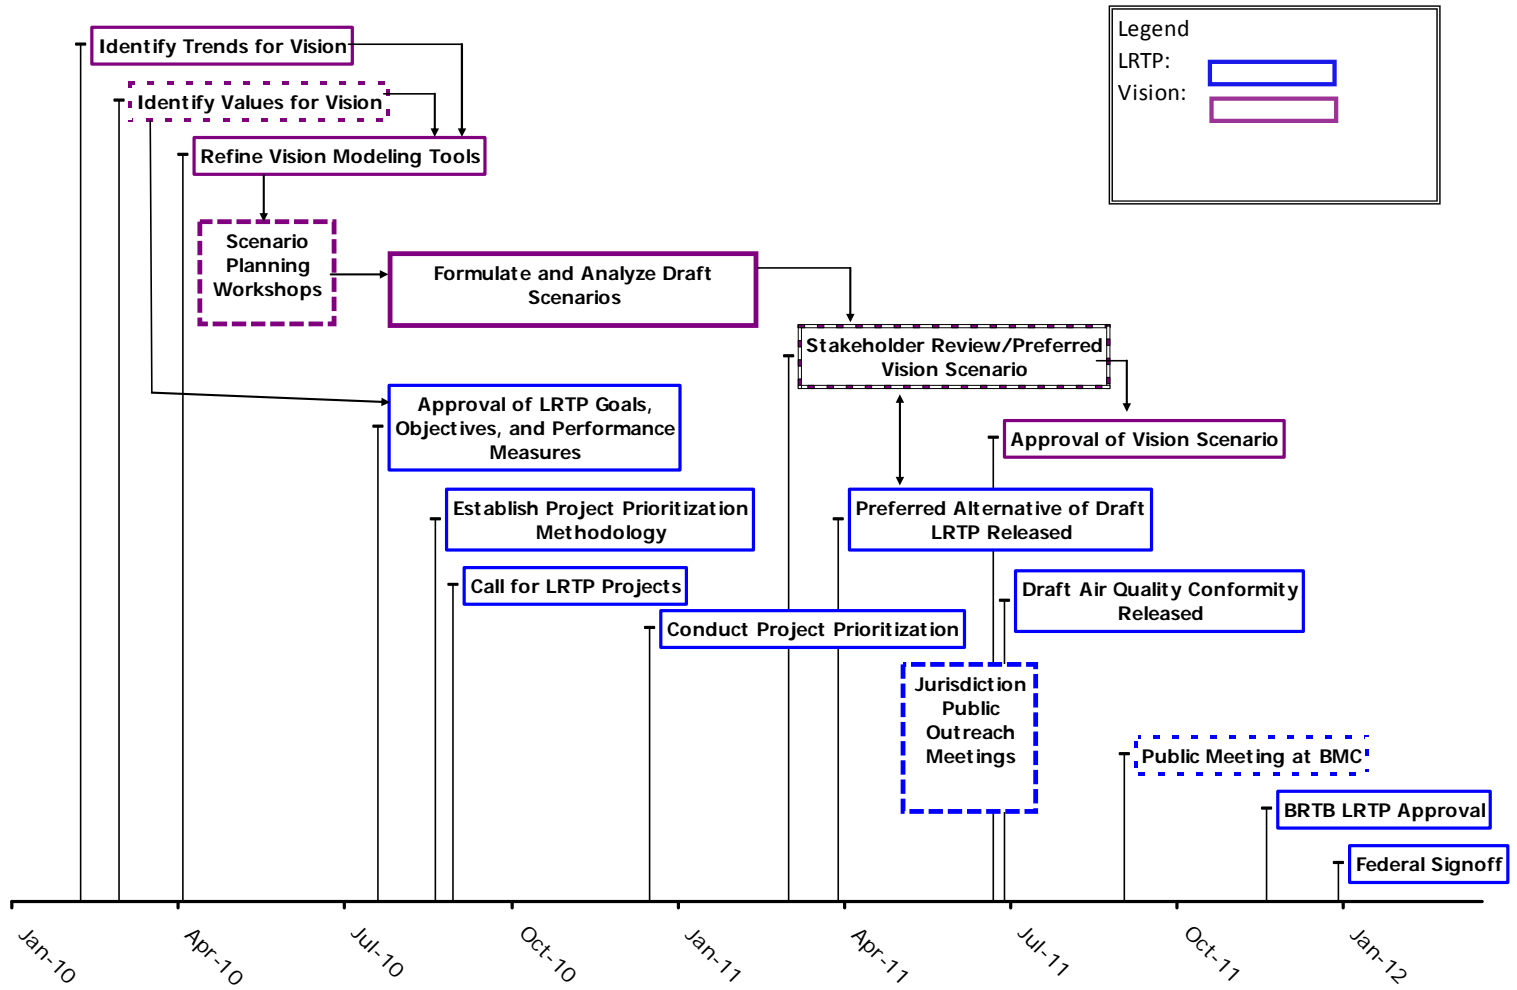 Legend
LRTP:
Vision:
Identify Trends for Vision
Identify Values for Vision
Refine Vision Modeling Tools
Scenario
Planning
Workshops
Formulate and Analyze Draft
Scenarios
Stakeholder Review/Preferred
Vision Scenario
Approval of LRTP Goals,
Objectives, and Performance
Measures
Approval of Vision Scenario
Establish Project Prioritization
Methodology
Preferred Alternative of Draft
LRTP Released
Call for LRTP Projects
Draft Air Quality Conformity
Released
Conduct Project Prioritization
Jurisdiction
Public
Outreach
Meetings
Public Meeting at BMC
BRTB LRTP Approval
Federal Signoff
Jan-10
Apr-10
Jul-10
Oct-10
Jan-11
Apr-11
Jul-11
Oct-11
Jan-12